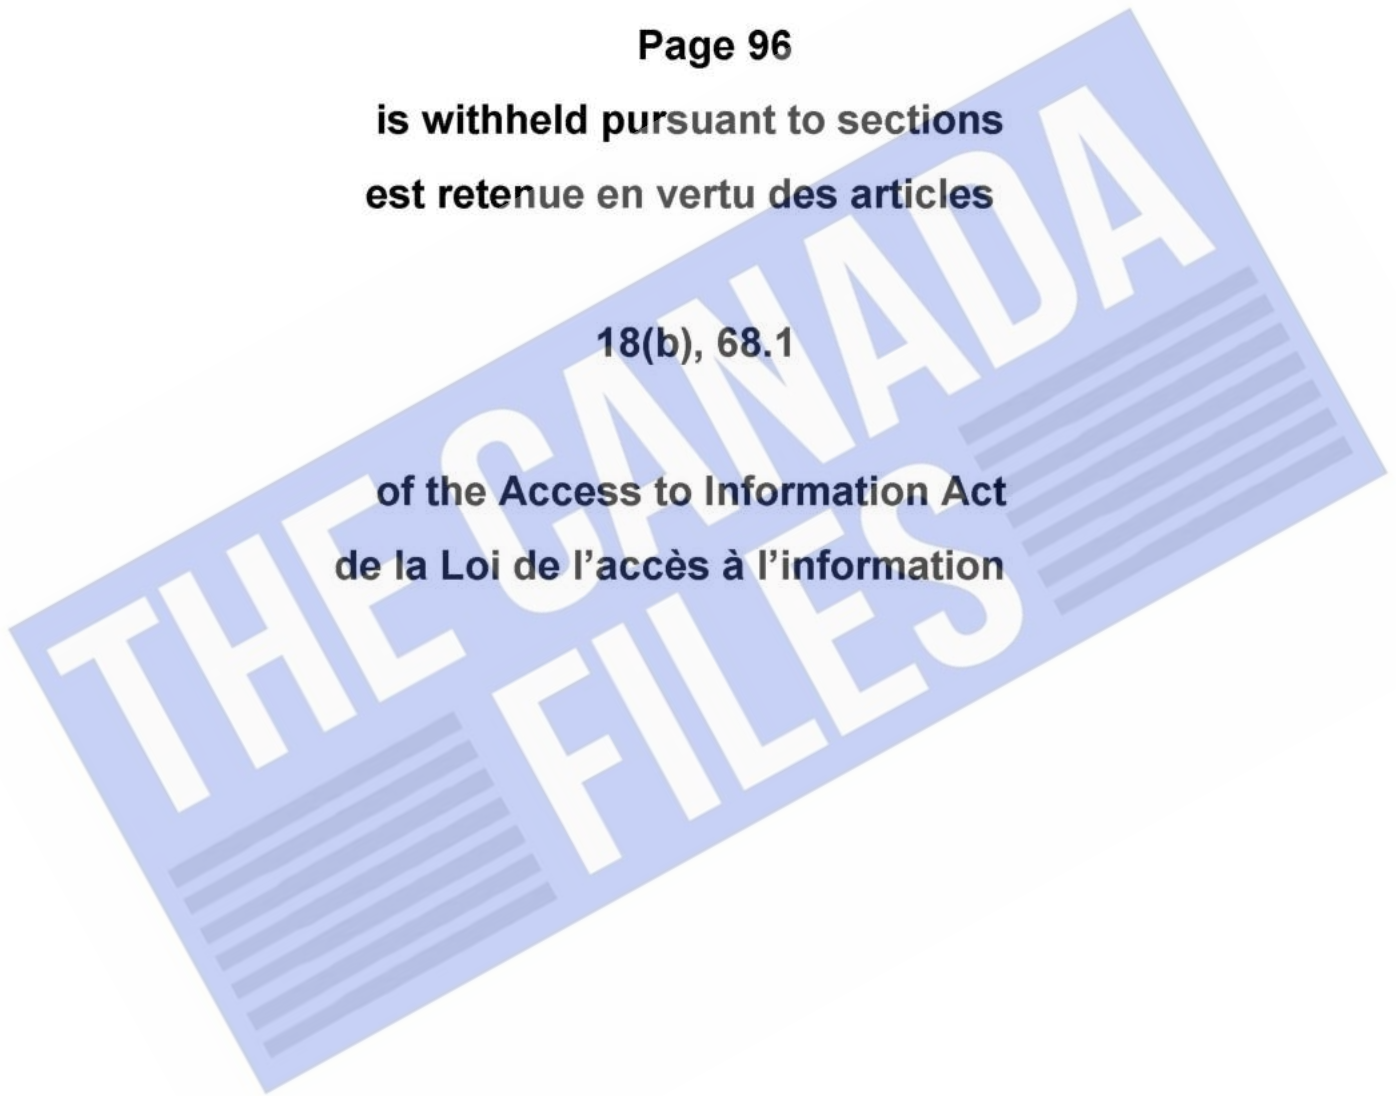 Page 96
is withheld pursuant to sections
est retenue en vertu des articles
18(b), 68.1
of the Access to Information Act
de la Loi de l’accès à l’information
THE CANADA
FILES